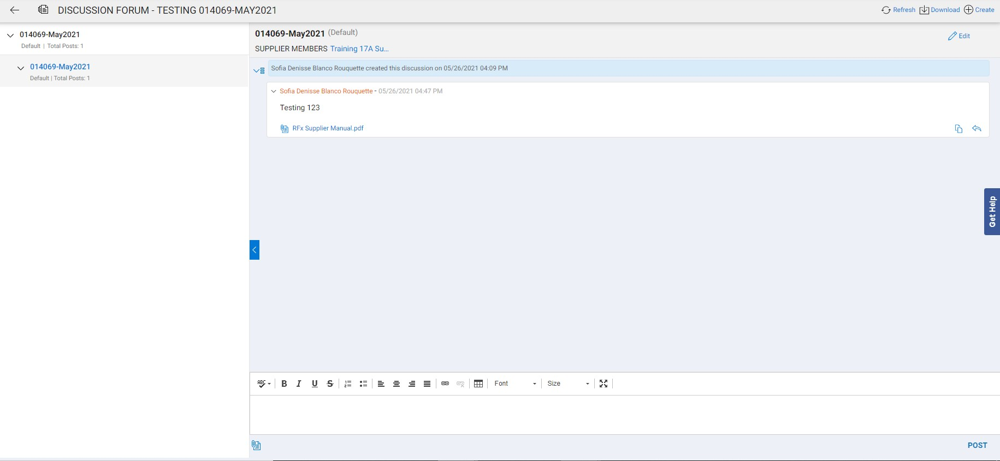 DISCUSSION FORUM - TESTING 014069-MAY2021
Refresh Download Create
014069-May2021
Default | Total Posts: 1
014069-May2021
Default | Total Posts: 1
014069-May2021 (Default)
Edit
SUPPLIER MEMBERS Training 17A Su...
Sofia Denisse Blanco Rouquette created this discussion on 05/26/2021 04:09 PM
Sofia Denisse Blanco Rouquette - 05/26/2021 04:47 PM
Testing 123
RFx Supplier Manual.pdf
Get Help
ABC B I U S Font Size
POST